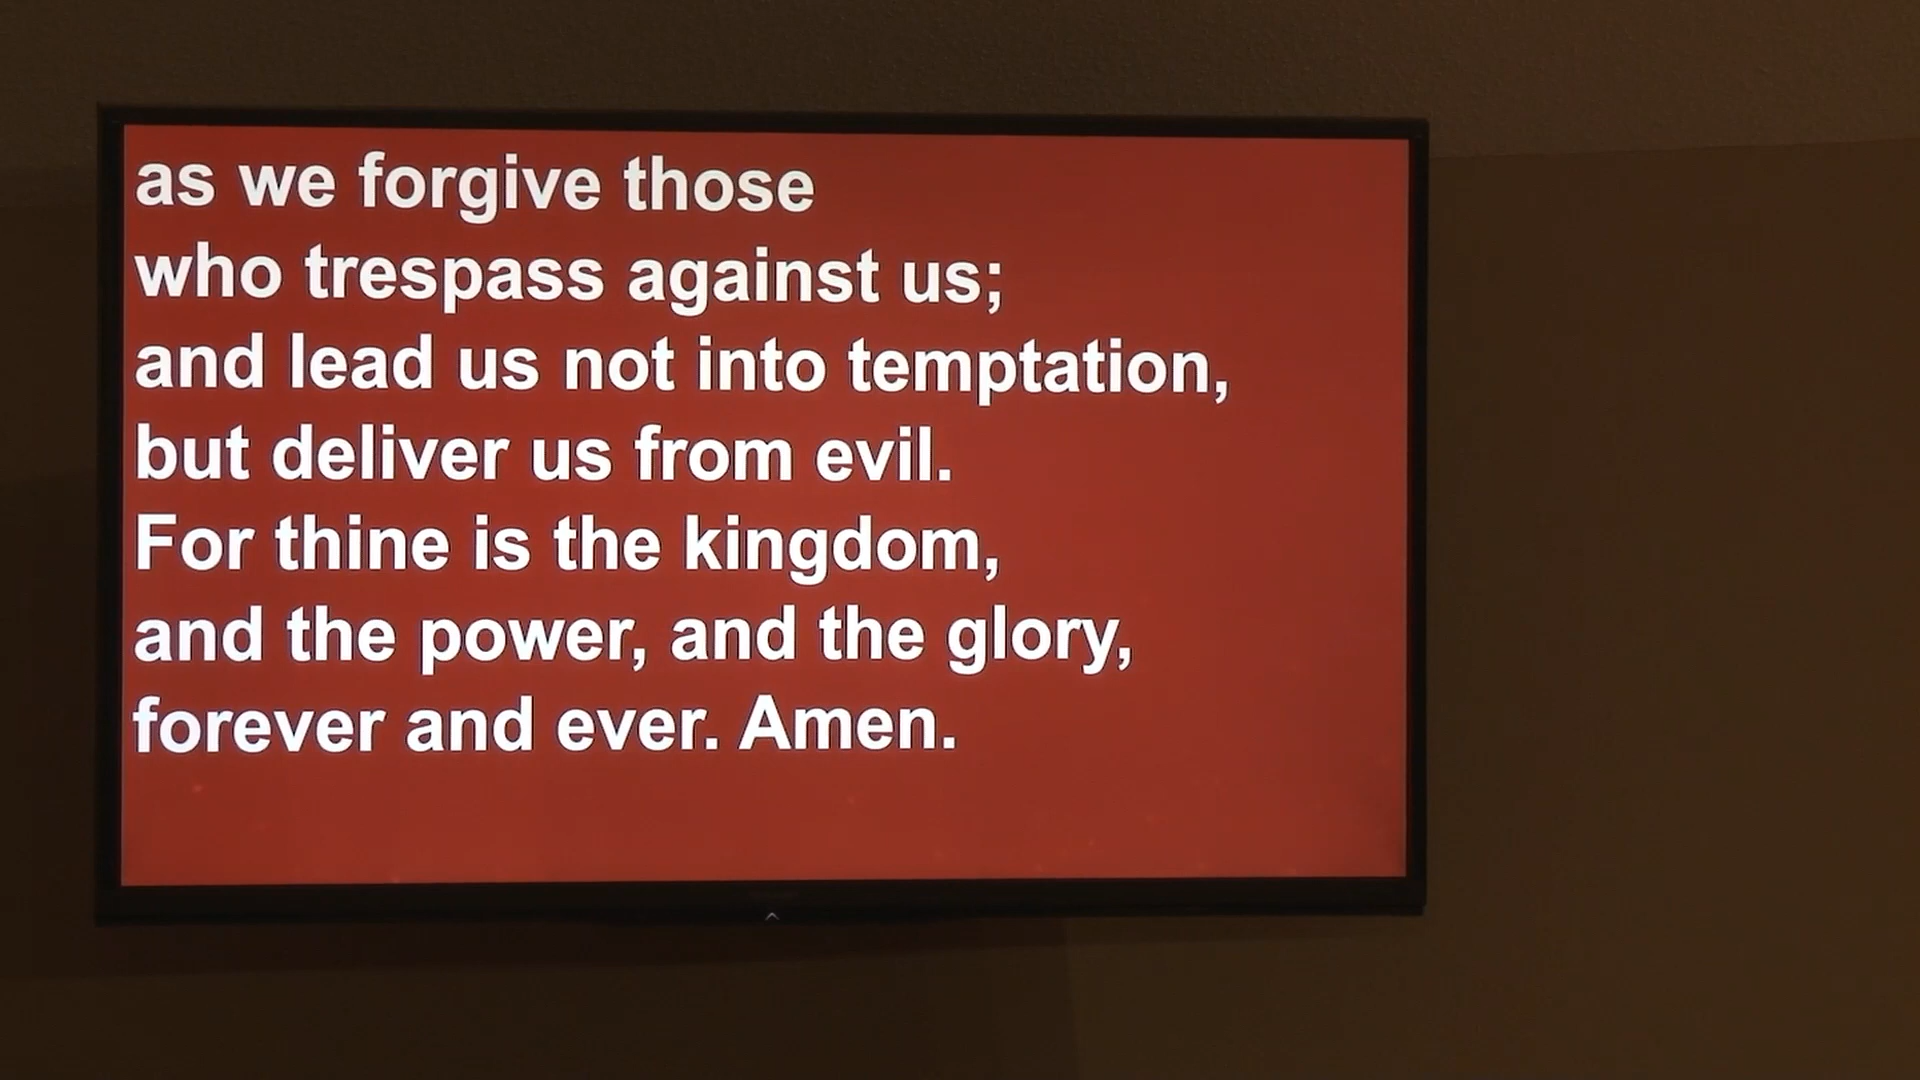 as we forgive those
who trespass against us;
and lead us not into temptation,
but deliver us from evil.
For thine is the kingdom,
and the power, and the glory,
forever and ever. Amen.